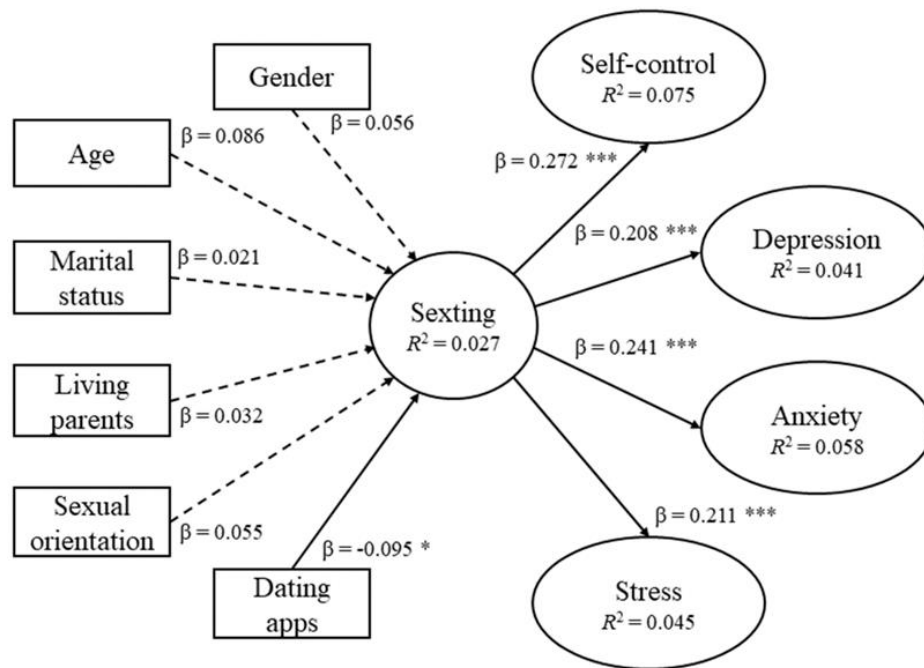 Gender
β = 0.056
Age
β = 0.086
Marital
status
β = 0.021
Living
parents
β = 0.032
Sexual
orientation
β = 0.055
Dating
apps
β = -0.095 *
Sexting
R² = 0.027
Self-control
R² = 0.075
β = 0.272 ***
Depression
R² = 0.041
β = 0.208 ***
Anxiety
R² = 0.058
β = 0.241 ***
Stress
R² = 0.045
β = 0.211 ***